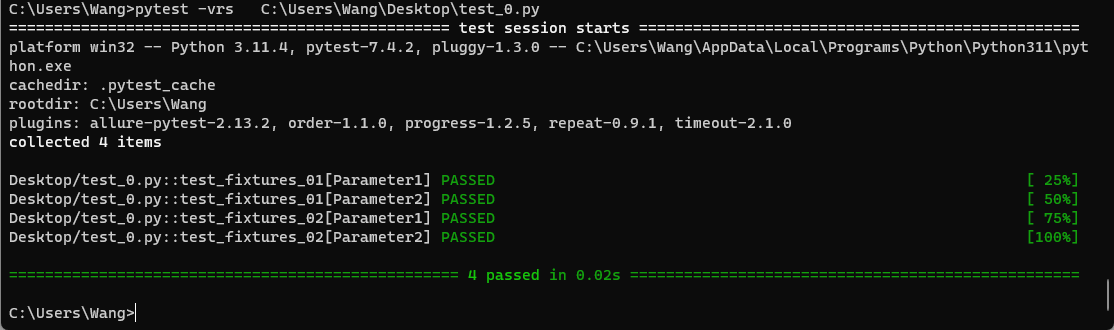 C:\Users\Wang>pytest -vrs   C:\Users\Wang\Desktop\test_0.py
================================================= test session starts =================================================
platform win32 -- Python 3.11.4, pytest-7.4.2, pluggy-1.3.0 -- C:\Users\Wang\AppData\Local\Programs\Python\Python311\pyt
hon.exe
cachedir: .pytest_cache
rootdir: C:\Users\Wang
plugins: allure-pytest-2.13.2, order-1.1.0, progress-1.2.5, repeat-0.9.1, timeout-2.1.0
collected 4 items
Desktop/test_0.py::test_fixtures_01[Parameter1] PASSED [ 25%]
Desktop/test_0.py::test_fixtures_01[Parameter2] PASSED [ 50%]
Desktop/test_0.py::test_fixtures_02[Parameter1] PASSED [ 75%]
Desktop/test_0.py::test_fixtures_02[Parameter2] PASSED [100%]
================================================== 4 passed in 0.02s ==================================================
C:\Users\Wang>